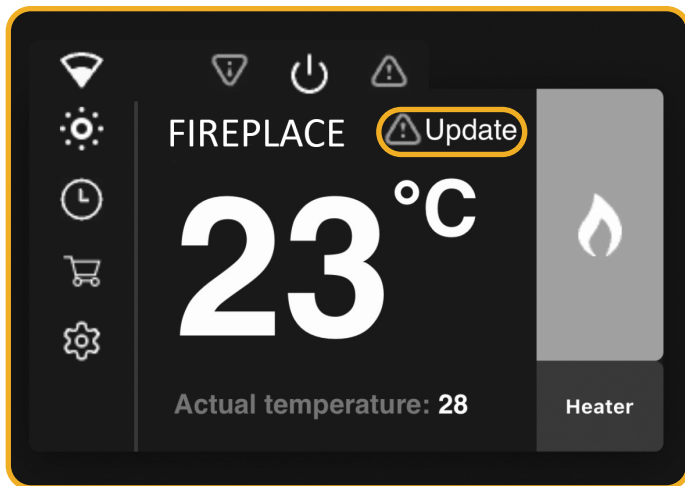 FIREPLACE
Update
23°C
Actual temperature: 28
Heater